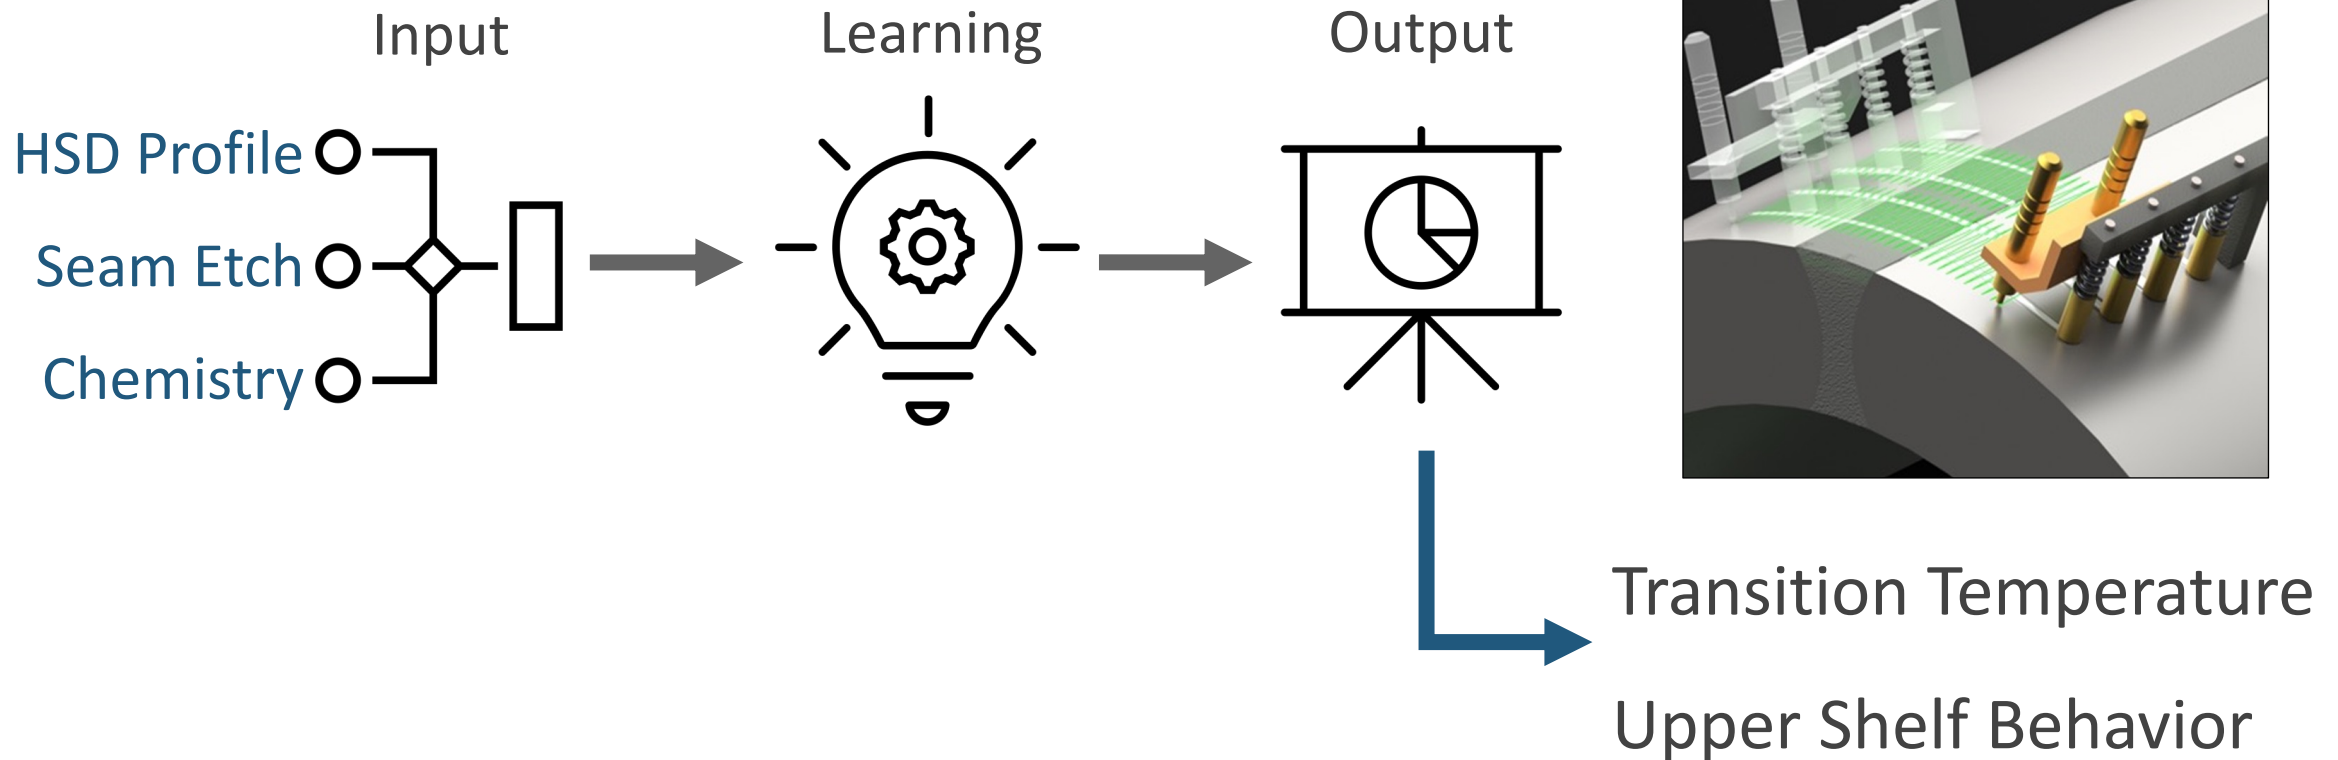 Input
Learning
Output
HSD Profile
Seam Etch
Chemistry
Transition Temperature
Upper Shelf Behavior